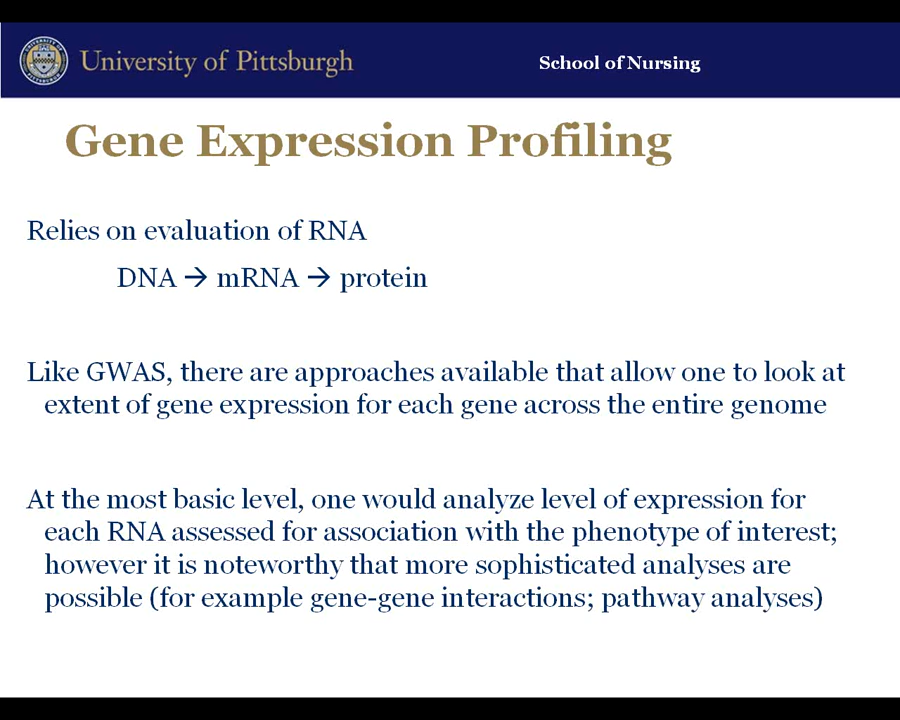 University of Pittsburgh
School of Nursing
Gene Expression Profiling
Relies on evaluation of RNA
DNA → mRNA → protein
Like GWAS, there are approaches available that allow one to look at
extent of gene expression for each gene across the entire genome
At the most basic level, one would analyze level of expression for
each RNA assessed for association with the phenotype of interest;
however it is noteworthy that more sophisticated analyses are
possible (for example gene-gene interactions; pathway analyses)